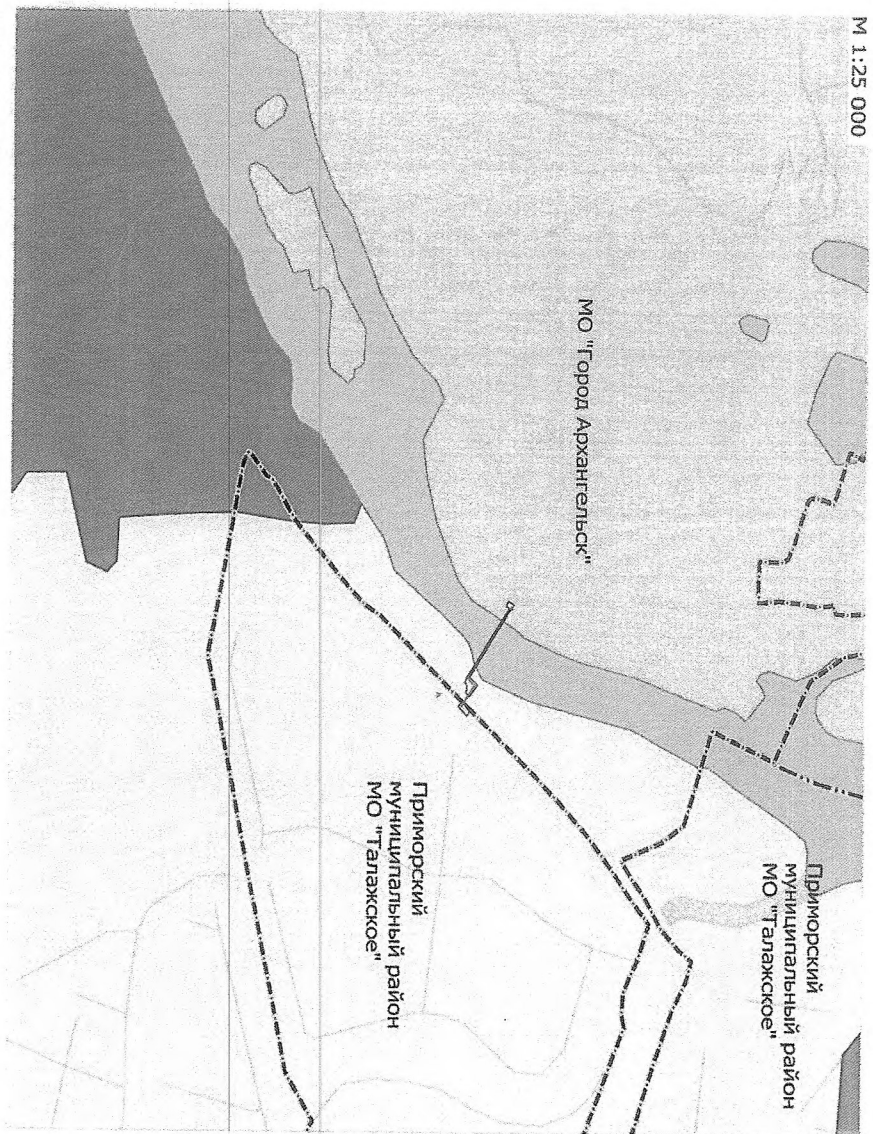 М 1:25 000
МО "Город Архангельск"
Приморский
муниципальный район
МО "Талажское"
Приморский
муниципальный район
МО "Талажское"